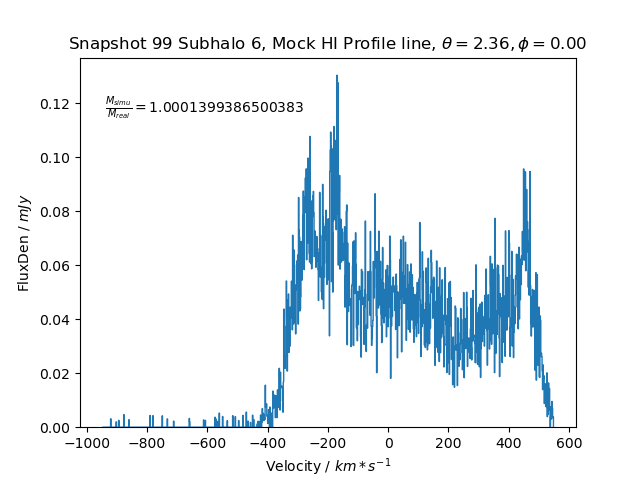 Snapshot 99 Subhalo 6, Mock HI Profile line, θ = 2.36, ϕ = 0.00
M_simu/M_real = 1.0001399386500383
FluxDen / mJy
0.12
0.10
0.08
0.06
0.04
0.02
0.00
−1000 −800 −600 −400 −200 0 200 400 600
Velocity / km * s⁻¹